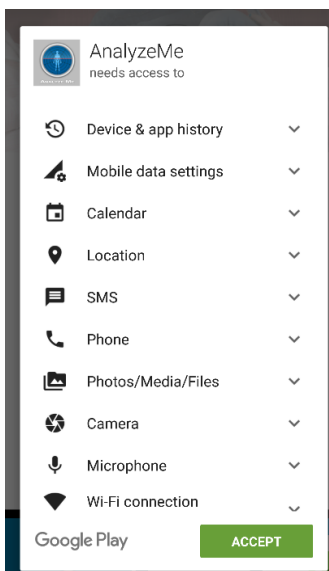 AnalyzeMe
needs access to
Device & app history
Mobile data settings
Calendar
Location
SMS
Phone
Photos/Media/Files
Camera
Microphone
Wi-Fi connection
Google Play
ACCEPT